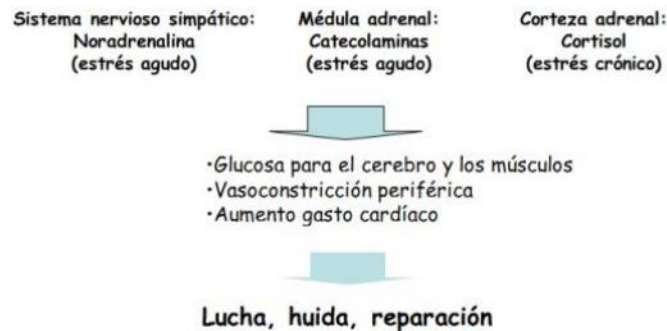 Sistema nervioso simpático:
Noradrenalina
(estrés agudo)
Médula adrenal:
Catecolaminas
(estrés agudo)
Corteza adrenal:
Cortisol
(estrés crónico)
•Glucosa para el cerebro y los músculos
•Vasoconstricción periférica
•Aumento gasto cardíaco
Lucha, huida, reparación